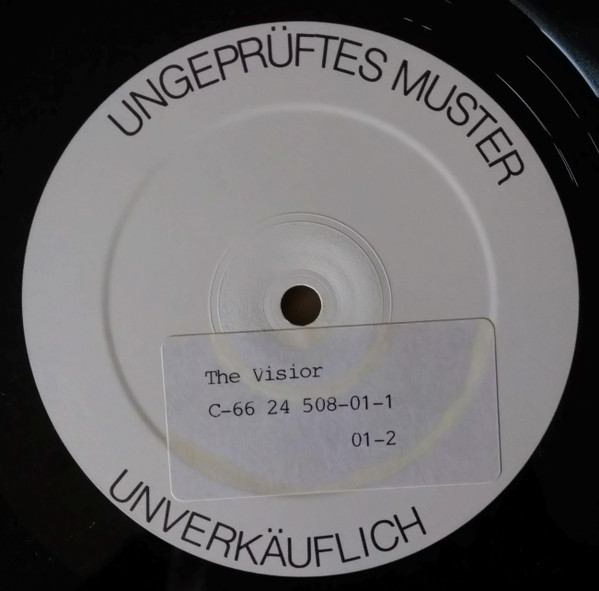 UNGEPRÜFTES MUSTER
The Visior
C-66 24 508-01-1
01-2
UNVERKÄUFLICH